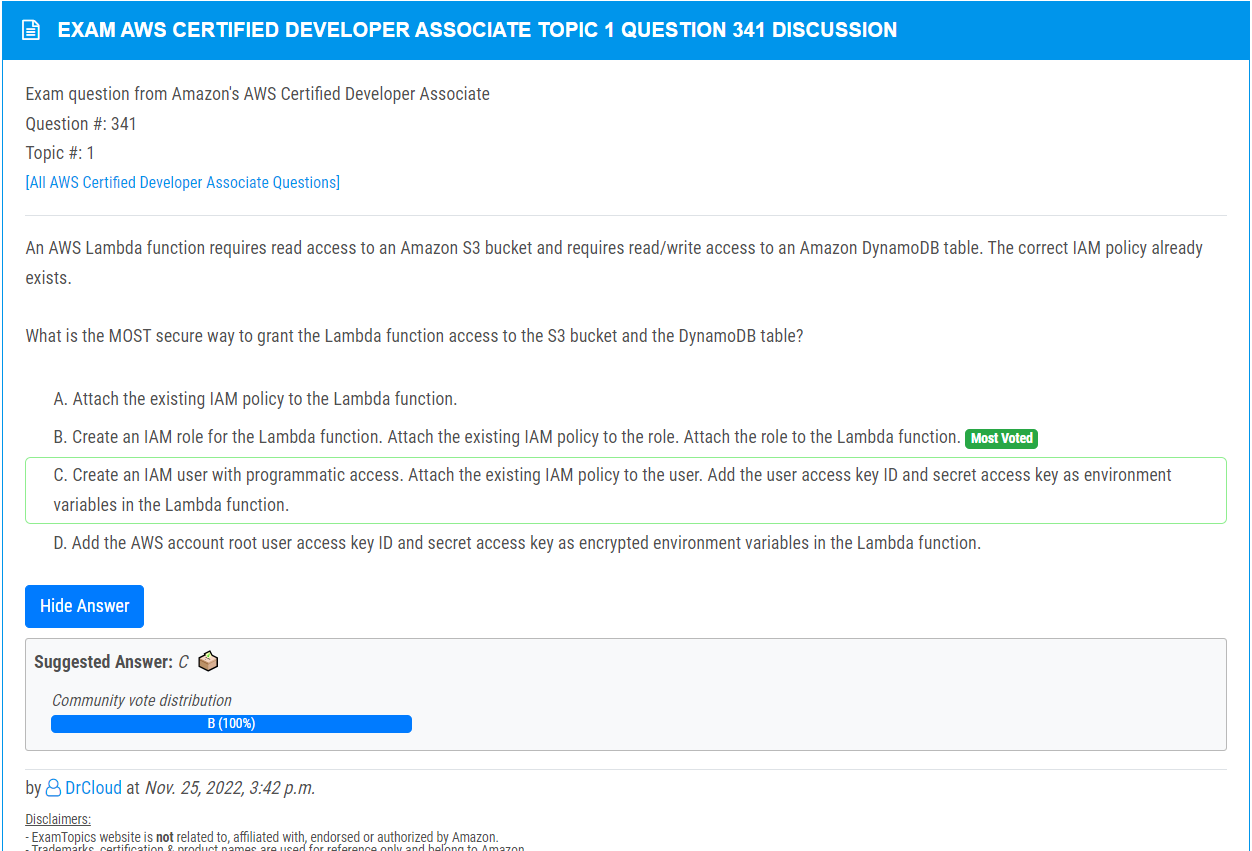 EXAM AWS CERTIFIED DEVELOPER ASSOCIATE TOPIC 1 QUESTION 341 DISCUSSION
Exam question from Amazon's AWS Certified Developer Associate
Question #: 341
Topic #: 1
[All AWS Certified Developer Associate Questions]
An AWS Lambda function requires read access to an Amazon S3 bucket and requires read/write access to an Amazon DynamoDB table. The correct IAM policy already
exists.
What is the MOST secure way to grant the Lambda function access to the S3 bucket and the DynamoDB table?
A. Attach the existing IAM policy to the Lambda function.
B. Create an IAM role for the Lambda function. Attach the existing IAM policy to the role. Attach the role to the Lambda function. Most Voted
C. Create an IAM user with programmatic access. Attach the existing IAM policy to the user. Add the user access key ID and secret access key as environment
variables in the Lambda function.
D. Add the AWS account root user access key ID and secret access key as encrypted environment variables in the Lambda function.
Hide Answer
Suggested Answer: C
Community vote distribution
B (100%)
by DrCloud at Nov. 25, 2022, 3:42 p.m.
Disclaimers:
- ExamTopics website is not related to, affiliated with, endorsed or authorized by Amazon.
- Trademarks, certification & product names are used for reference only and belong to Amazon.